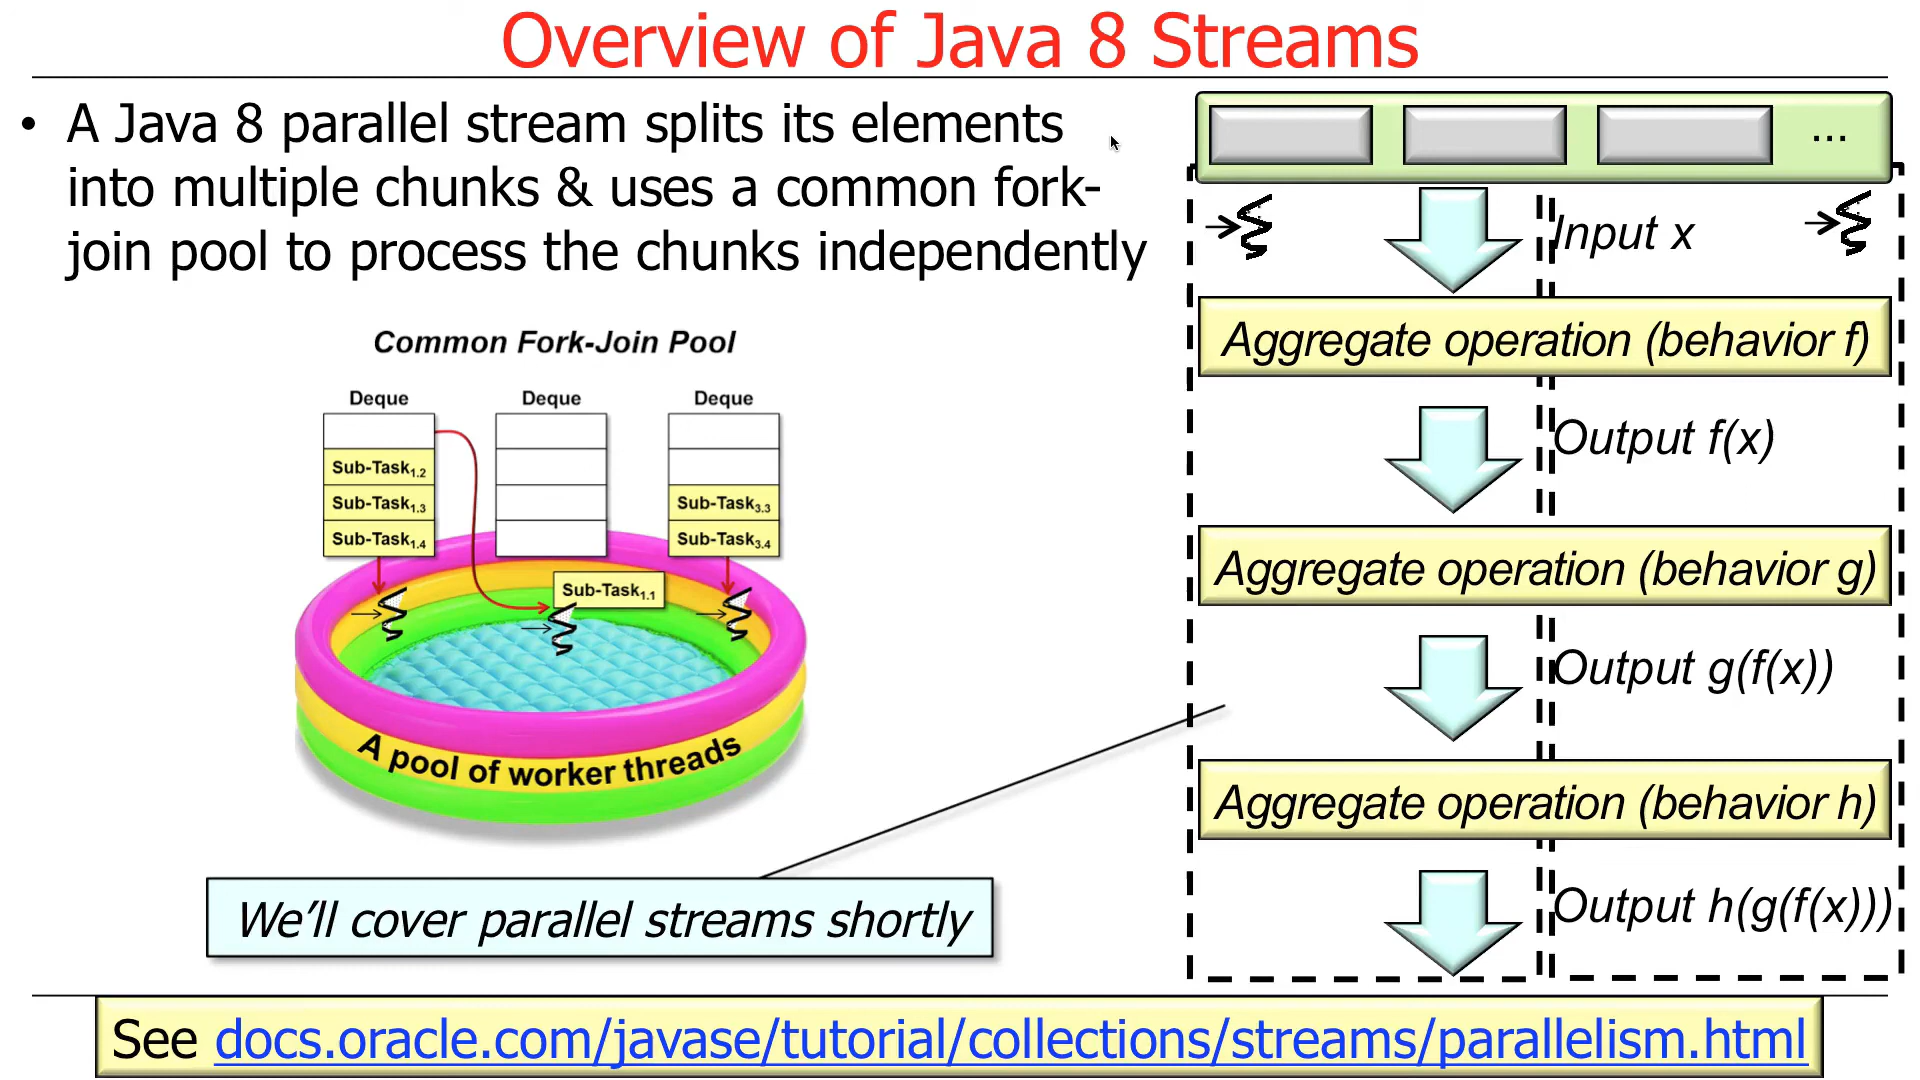 Overview of Java 8 Streams
• A Java 8 parallel stream splits its elements
into multiple chunks & uses a common fork-
join pool to process the chunks independently
Common Fork-Join Pool
Deque Deque Deque
Sub-Task1.2
Sub-Task1.3 Sub-Task3.3
Sub-Task1.4 Sub-Task3.4
Sub-Task1.1
A pool of worker threads
We’ll cover parallel streams shortly
...
Input x
Aggregate operation (behavior f)
Output f(x)
Aggregate operation (behavior g)
Output g(f(x))
Aggregate operation (behavior h)
Output h(g(f(x)))
See docs.oracle.com/javase/tutorial/collections/streams/parallelism.html